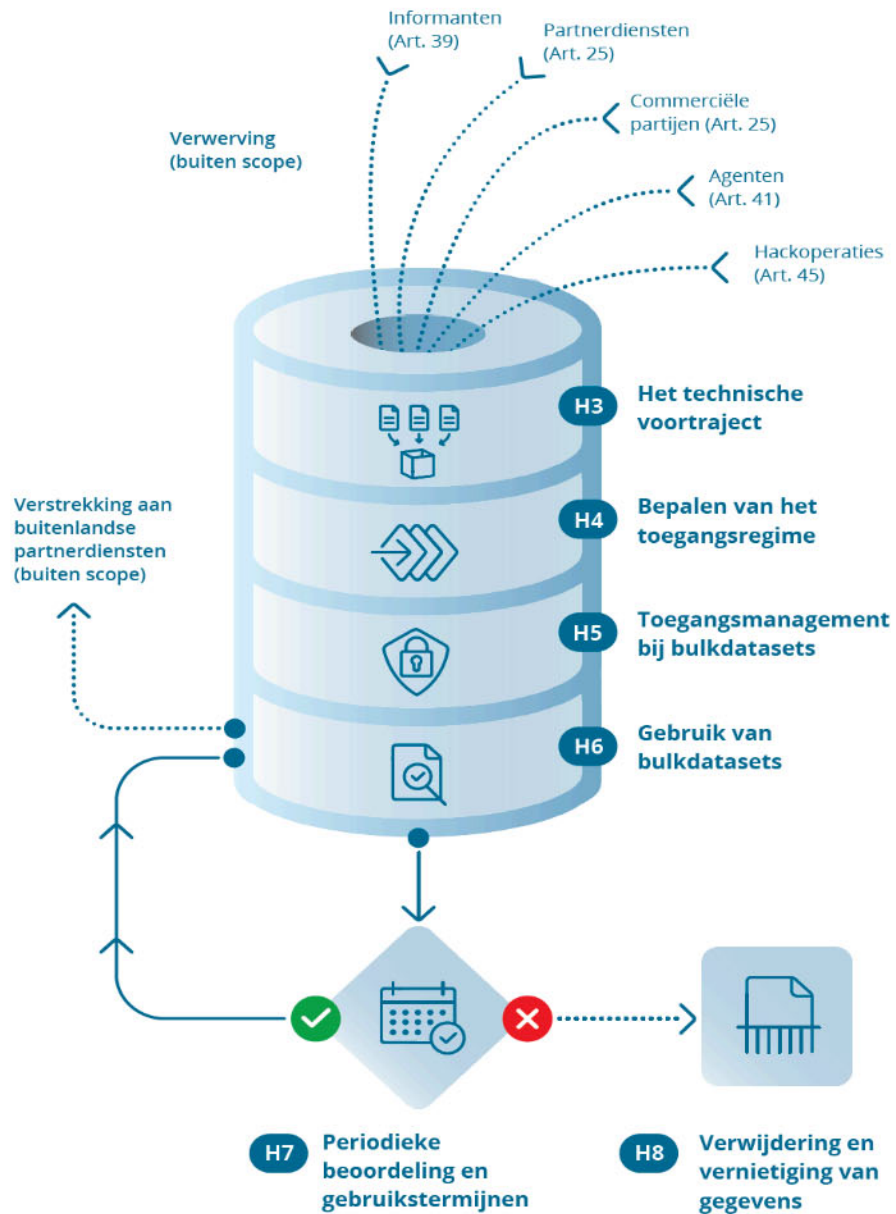 Informanten
(Art. 39)
Partnerdiensten
(Art. 25)
Commerciële
partijen (Art. 25)
Verwerving
(buiten scope)
Agenten
(Art. 41)
Hackoperaties
(Art. 45)
H3 Het technische
voortraject
H4 Bepalen van het
toegangsregime
Verstrekking aan
buitenlandse
partnerdiensten
(buiten scope)
H5 Toegangsmanagement
bij bulkdatasets
H6 Gebruik van
bulkdatasets
H7 Periodieke
beoordeling en
gebruikstermijnen
H8 Verwijdering en
vernietiging van
gegevens